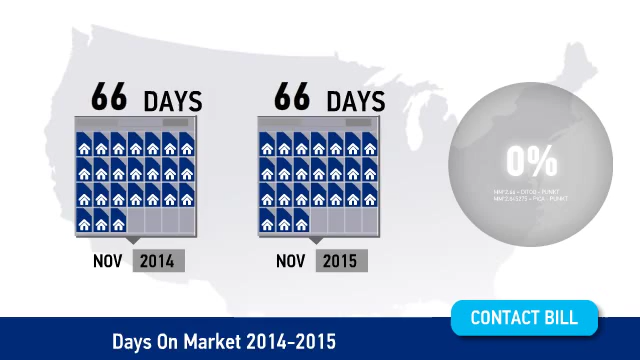 66 DAYS
66 DAYS
0%
NOV 2014
NOV 2015
CONTACT BILL
Days On Market 2014-2015